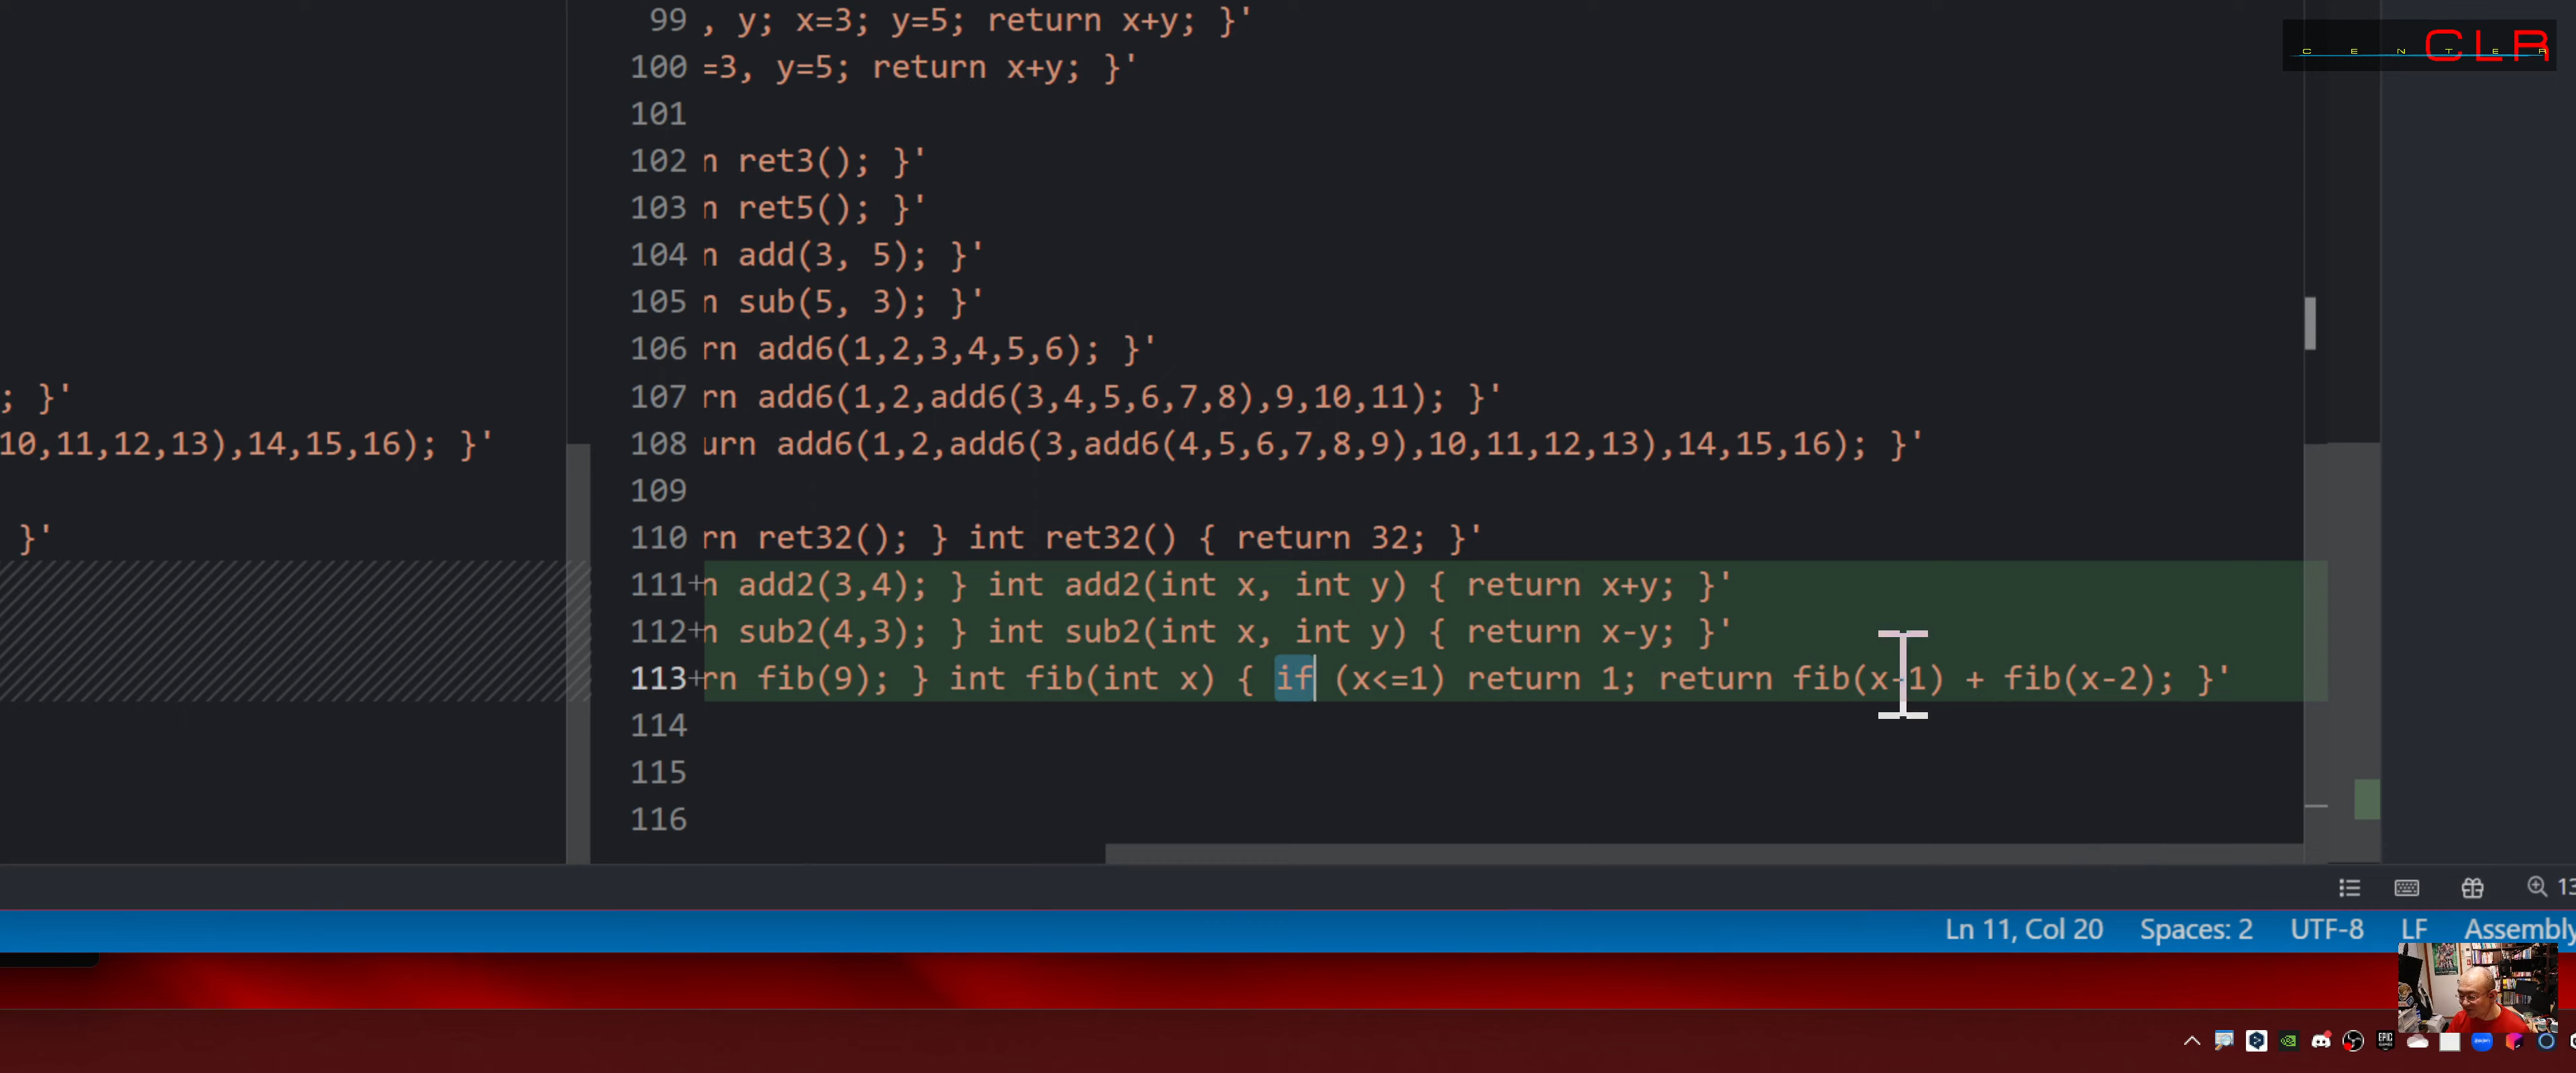 CENTER CLR
99 , y; x=3; y=5; return x+y; }'
100 =3, y=5; return x+y; }'
101
102 n ret3(); }'
103 n ret5(); }'
104 n add(3, 5); }'
105 n sub(5, 3); }'
106 rn add6(1,2,3,4,5,6); }'
; }'
107 rn add6(1,2,add6(3,4,5,6,7,8),9,10,11); }'
10,11,12,13),14,15,16); }'
108 urn add6(1,2,add6(3,add6(4,5,6,7,8,9),10,11,12,13),14,15,16); }'
109
}'
110 rn ret32(); } int ret32() { return 32; }'
111+ n add2(3,4); } int add2(int x, int y) { return x+y; }'
112+ n sub2(4,3); } int sub2(int x, int y) { return x-y; }'
113+ rn fib(9); } int fib(int x) { if (x<=1) return 1; return fib(x-1) + fib(x-2); }'
114
115
116
13
Ln 11, Col 20 Spaces: 2 UTF-8 LF Assembly